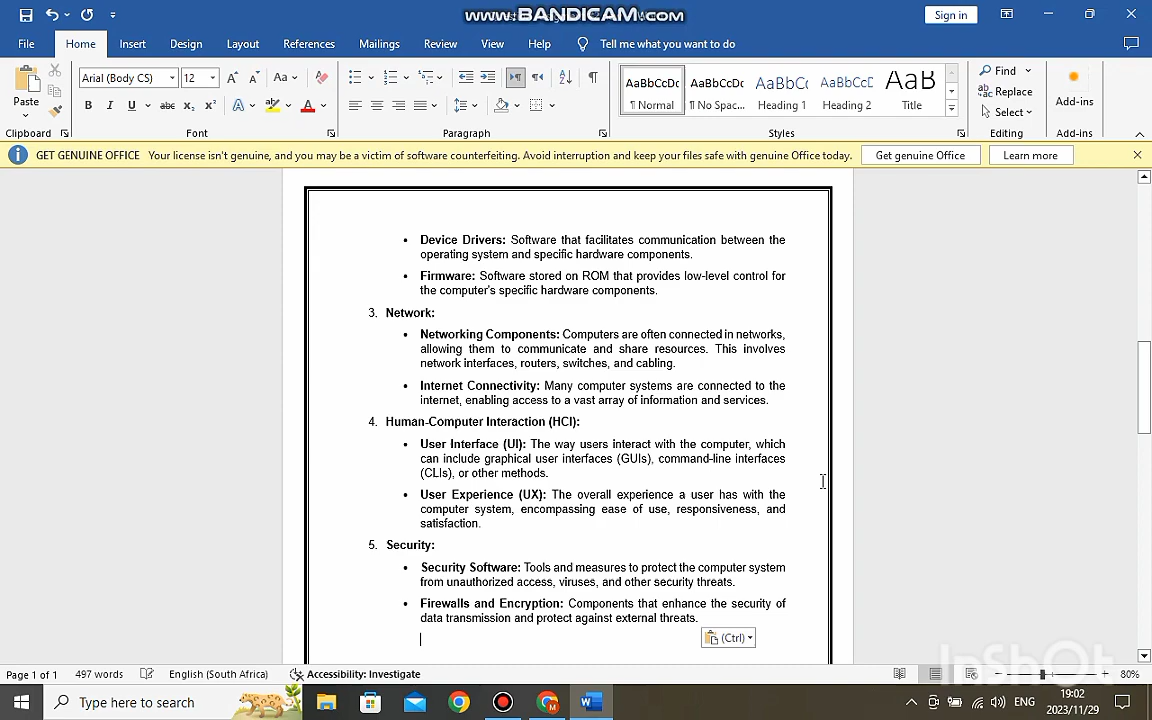 www.BANDICAM.com
Sign in
File Home Insert Design Layout References Mailings Review View Help Tell me what you want to do
Paste
Arial (Body CS) 12 Aa
B I U abc x₂ x² A A
AaBbCcDc AaBbCcDc AaBbCc AaBbCcD AaB
¶ Normal ¶ No Spac... Heading 1 Heading 2 Title
Find
Replace
Select
Add-ins
Clipboard Font Paragraph Styles Editing Add-ins
GET GENUINE OFFICE Your license isn't genuine, and you may be a victim of software counterfeiting. Avoid interruption and keep your files safe with genuine Office today. Get genuine Office Learn more
• Device Drivers: Software that facilitates communication between the
operating system and specific hardware components.
• Firmware: Software stored on ROM that provides low-level control for
the computer's specific hardware components.
3. Network:
• Networking Components: Computers are often connected in networks,
allowing them to communicate and share resources. This involves
network interfaces, routers, switches, and cabling.
• Internet Connectivity: Many computer systems are connected to the
internet, enabling access to a vast array of information and services.
4. Human-Computer Interaction (HCI):
• User Interface (UI): The way users interact with the computer, which
can include graphical user interfaces (GUIs), command-line interfaces
(CLIs), or other methods.
• User Experience (UX): The overall experience a user has with the
computer system, encompassing ease of use, responsiveness, and
satisfaction.
5. Security:
• Security Software: Tools and measures to protect the computer system
from unauthorized access, viruses, and other security threats.
• Firewalls and Encryption: Components that enhance the security of
data transmission and protect against external threats.
(Ctrl)
InShOt
Page 1 of 1 497 words English (South Africa) Accessibility: Investigate 80%
Type here to search
ENG
19:02
2023/11/29